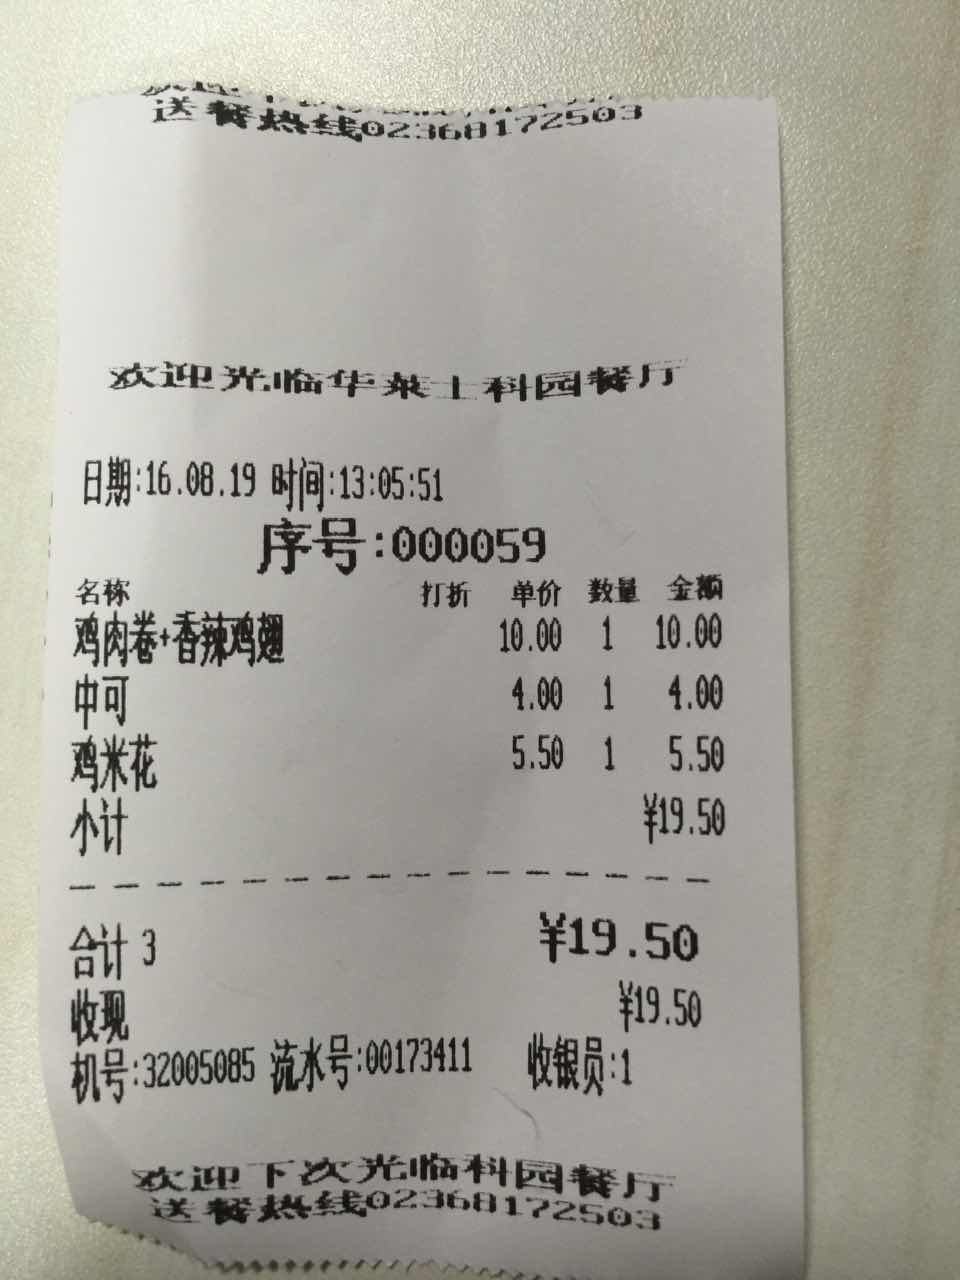 送餐热线02368172503
欢迎光临华莱士科园餐厅
日期:16.08.19 时间:13:05:51
序号:000059
名称 打折 单价 数量 金额
鸡肉卷+香辣鸡翅 10.00 1 10.00
中可 4.00 1 4.00
鸡米花 5.50 1 5.50
小计 ¥19.50
合计 3 ¥19.50
收现 ¥19.50
机号:32005085 流水号:00173411 收银员:1
欢迎下次光临科园餐厅
送餐热线02368172503